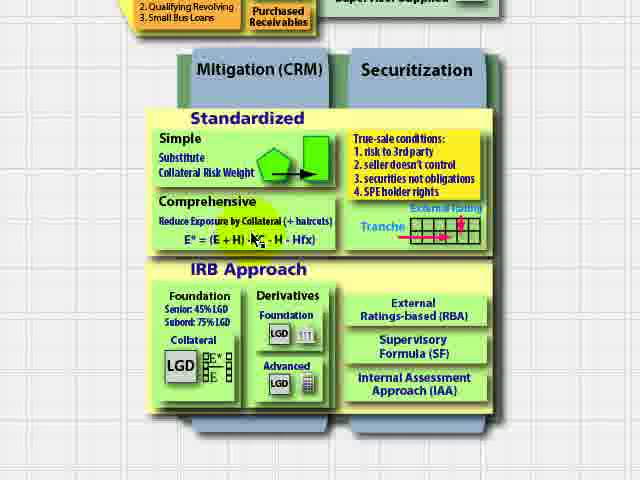 2. Qualifying Revolving
3. Small Bus Loans
Purchased
Receivables
Mitigation (CRM)
Securitization
Standardized
Simple
Substitute
Collateral Risk Weight
True-sale conditions:
1. risk to 3rd party
2. seller doesn't control
3. securities not obligations
4. SPE holder rights
Comprehensive
Reduce Exposure by Collateral (+ haircuts)
E* = (E + H) - - H - Hfx)
External Rating
Tranche
IRB Approach
Foundation
Senior: 45% LGD
Subord: 75% LGD
Collateral
LGD
E*
E
Derivatives
Foundation
LGD
Advanced
LGD
External
Ratings-based (RBA)
Supervisory
Formula (SF)
Internal Assessment
Approach (IAA)